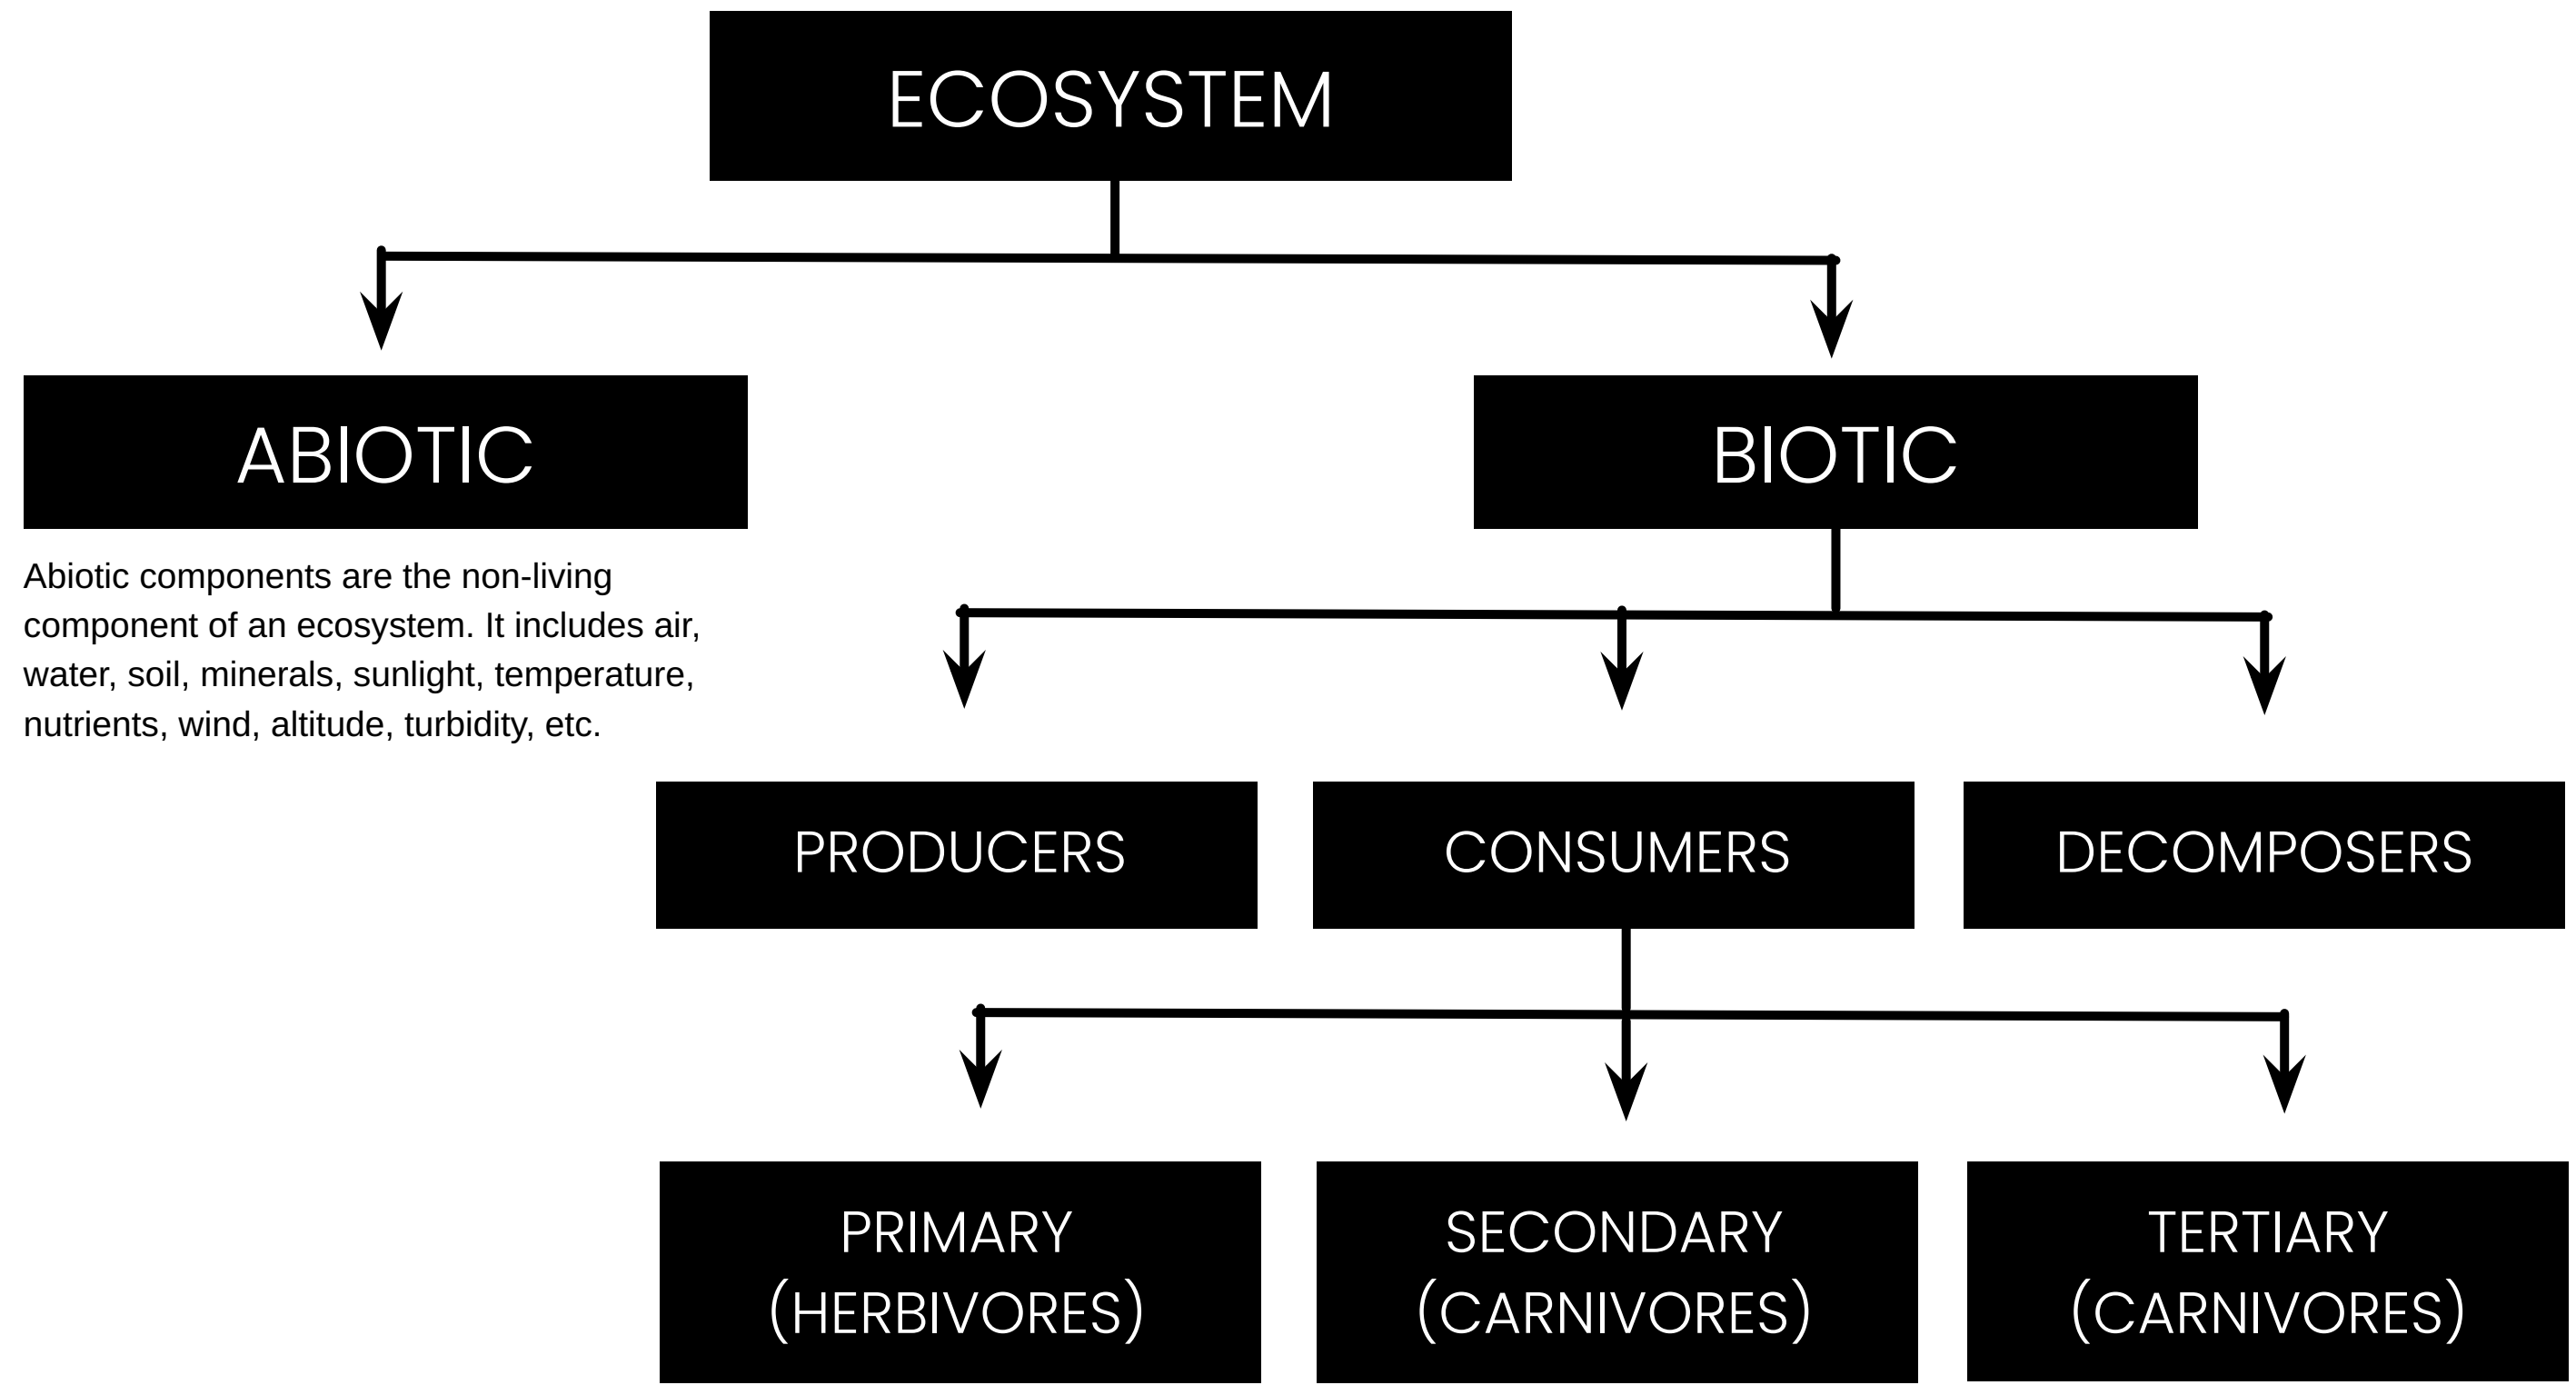 ECOSYSTEM
ABIOTIC
BIOTIC
Abiotic components are the non-living
component of an ecosystem. It includes air,
water, soil, minerals, sunlight, temperature,
nutrients, wind, altitude, turbidity, etc.
PRODUCERS
CONSUMERS
DECOMPOSERS
PRIMARY
(HERBIVORES)
SECONDARY
(CARNIVORES)
TERTIARY
(CARNIVORES)